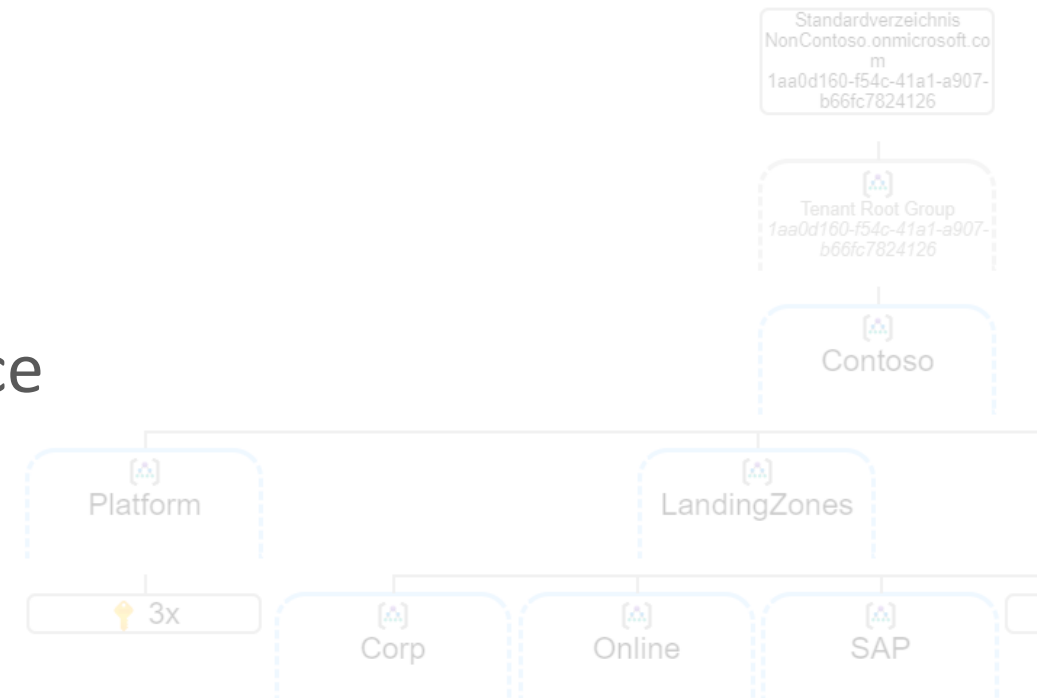 Standardverzeichnis
NonContoso.onmicrosoft.co
m
1aa0d160-f54c-41a1-a907-
b66fc7824126
Tenant Root Group
1aa0d160-f54c-41a1-a907-
b66fc7824126
Contoso
ce
Platform
LandingZones
3x
Corp
Online
SAP